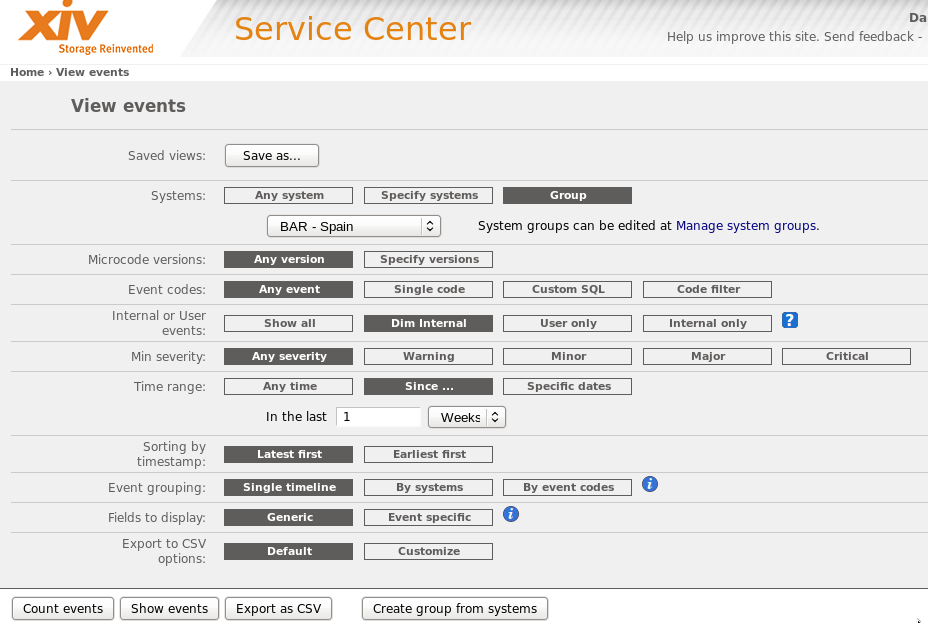 XIV
Storage Reinvented
Service Center
Da
Help us improve this site. Send feedback -
Home › View events
View events
Saved views: Save as...
Systems: Any system Specify systems Group
BAR - Spain System groups can be edited at Manage system groups.
Microcode versions: Any version Specify versions
Event codes: Any event Single code Custom SQL Code filter
Internal or User
events: Show all Dim Internal User only Internal only ?
Min severity: Any severity Warning Minor Major Critical
Time range: Any time Since ... Specific dates
In the last 1 Weeks
Sorting by
timestamp: Latest first Earliest first
Event grouping: Single timeline By systems By event codes i
Fields to display: Generic Event specific i
Export to CSV
options: Default Customize
Count events Show events Export as CSV Create group from systems